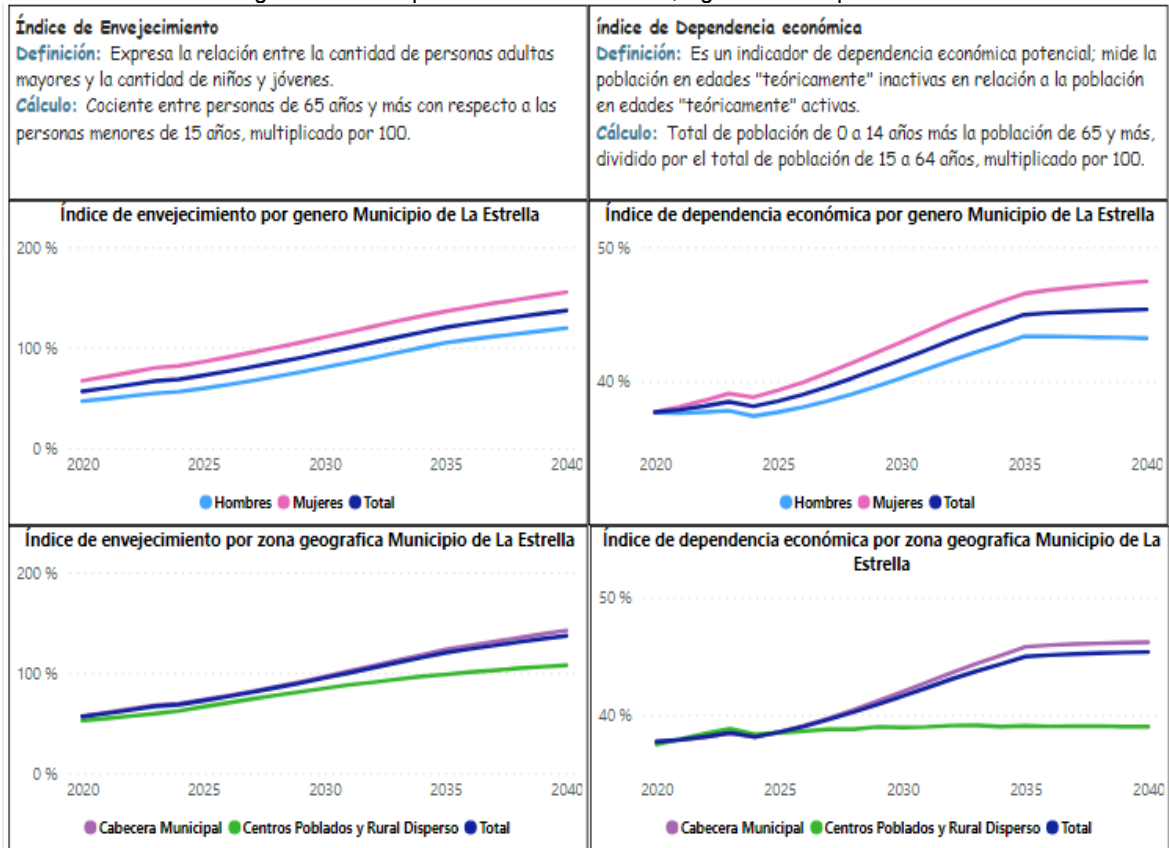 Índice de Envejecimiento
Definición: Expresa la relación entre la cantidad de personas adultas
mayores y la cantidad de niños y jóvenes.
Cálculo: Cociente entre personas de 65 años y más con respecto a las
personas menores de 15 años, multiplicado por 100.
índice de Dependencia económica
Definición: Es un indicador de dependencia económica potencial; mide la
población en edades "teóricamente" inactivas en relación a la población
en edades "teóricamente" activas.
Cálculo: Total de población de 0 a 14 años más la población de 65 y más,
dividido por el total de población de 15 a 64 años, multiplicado por 100.
Índice de envejecimiento por genero Municipio de La Estrella
200 %
100 %
0 %
2020 2025 2030 2035 2040
Hombres Mujeres Total
Índice de dependencia económica por genero Municipio de La Estrella
50 %
40 %
2020 2025 2030 2035 2040
Hombres Mujeres Total
Índice de envejecimiento por zona geografica Municipio de La Estrella
200 %
100 %
0 %
2020 2025 2030 2035 2040
Cabecera Municipal Centros Poblados y Rural Disperso Total
Índice de dependencia económica por zona geografica Municipio de La
Estrella
50 %
40 %
2020 2025 2030 2035 2040
Cabecera Municipal Centros Poblados y Rural Disperso Total